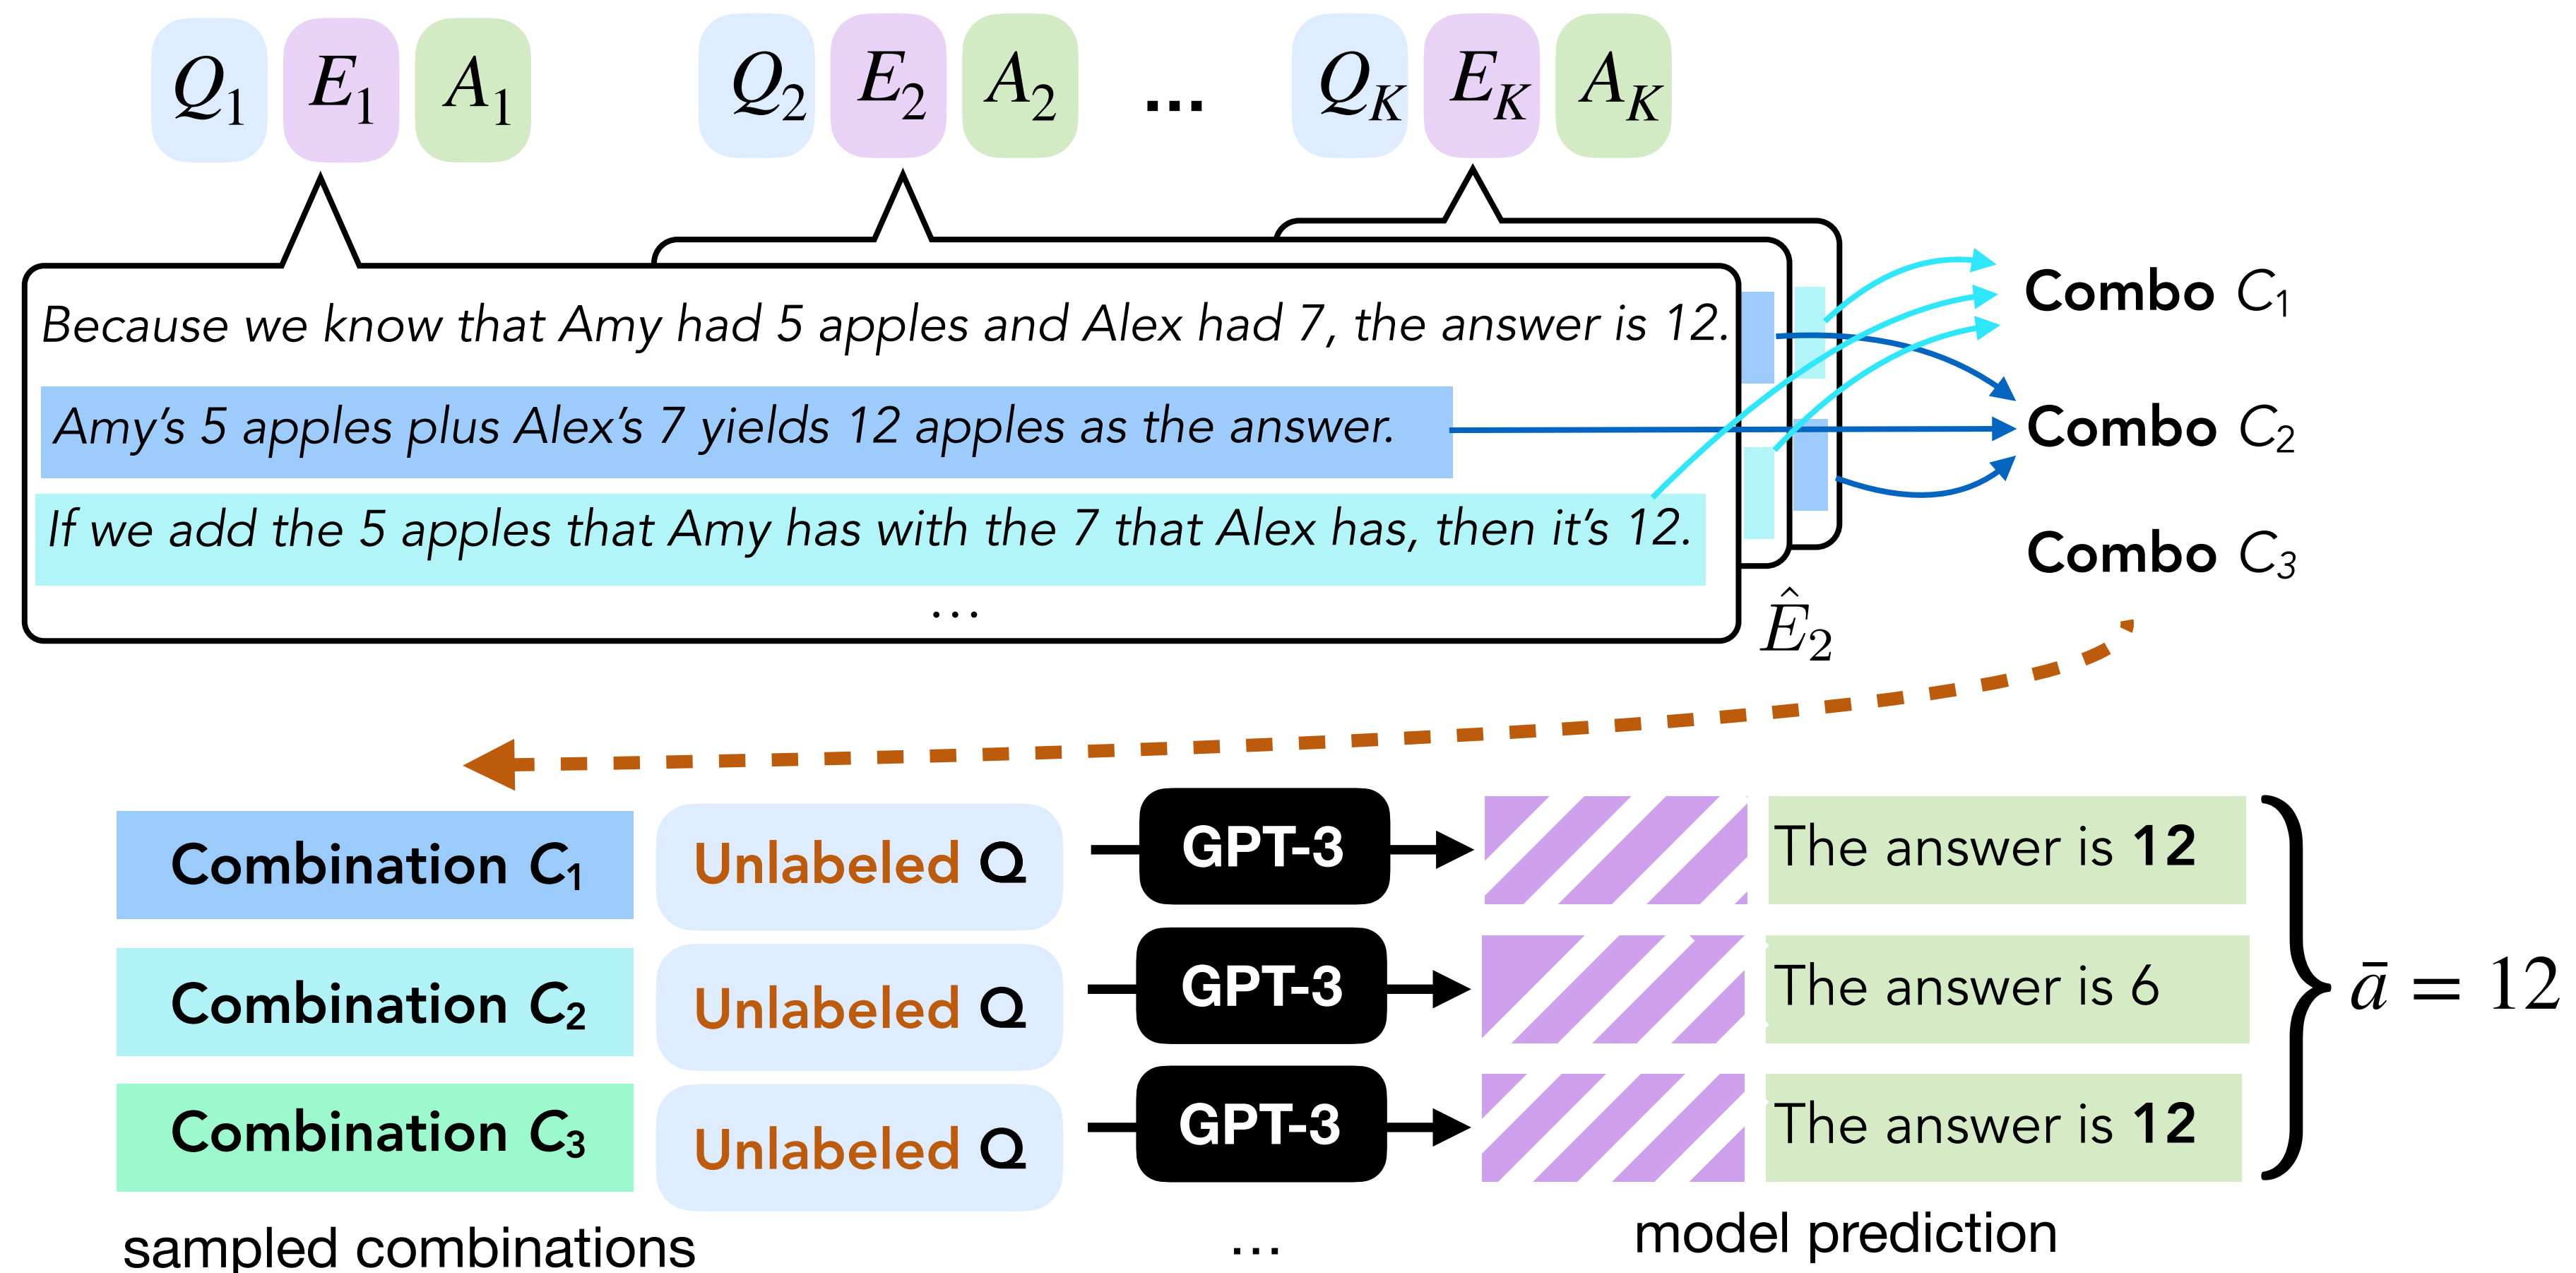 Q₁ E₁ A₁ Q₂ E₂ A₂ ... Q_K E_K A_K
Because we know that Amy had 5 apples and Alex had 7, the answer is 12.
Amy's 5 apples plus Alex's 7 yields 12 apples as the answer.
If we add the 5 apples that Amy has with the 7 that Alex has, then it's 12.
...
Ê₂
Combo C₁
Combo C₂
Combo C₃
Combination C₁ Unlabeled Q GPT-3 The answer is 12
Combination C₂ Unlabeled Q GPT-3 The answer is 6
Combination C₃ Unlabeled Q GPT-3 The answer is 12
ā = 12
sampled combinations ... model prediction